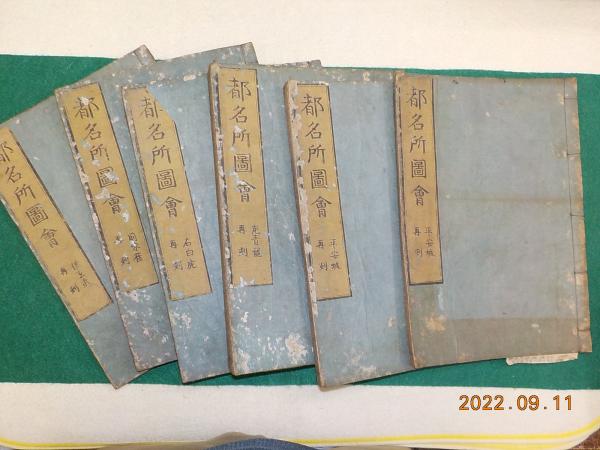 都名所圖會 平安城 再刻
都名所圖會 平安城 再刻
都名所圖會 左青龍 再刻
都名所圖會 右白虎 再刻
都名所圖會 再刻
都名所圖會 再刻
2022.09.11